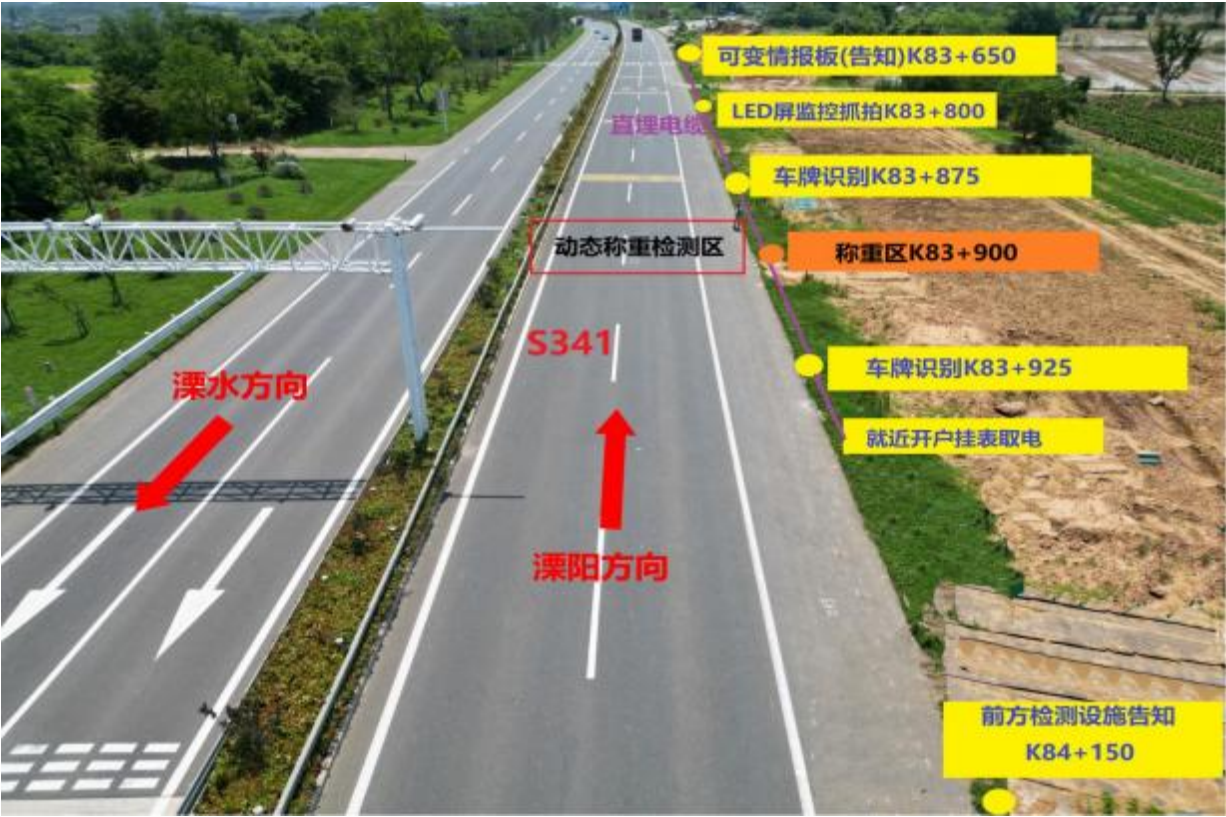 可变情报板(告知)K83+650
LED屏监控抓拍K83+800
直埋电缆
车牌识别K83+875
动态称重检测区
称重区K83+900
S341
溧水方向
车牌识别K83+925
就近开户挂表取电
溧阳方向
前方检测设施告知
K84+150